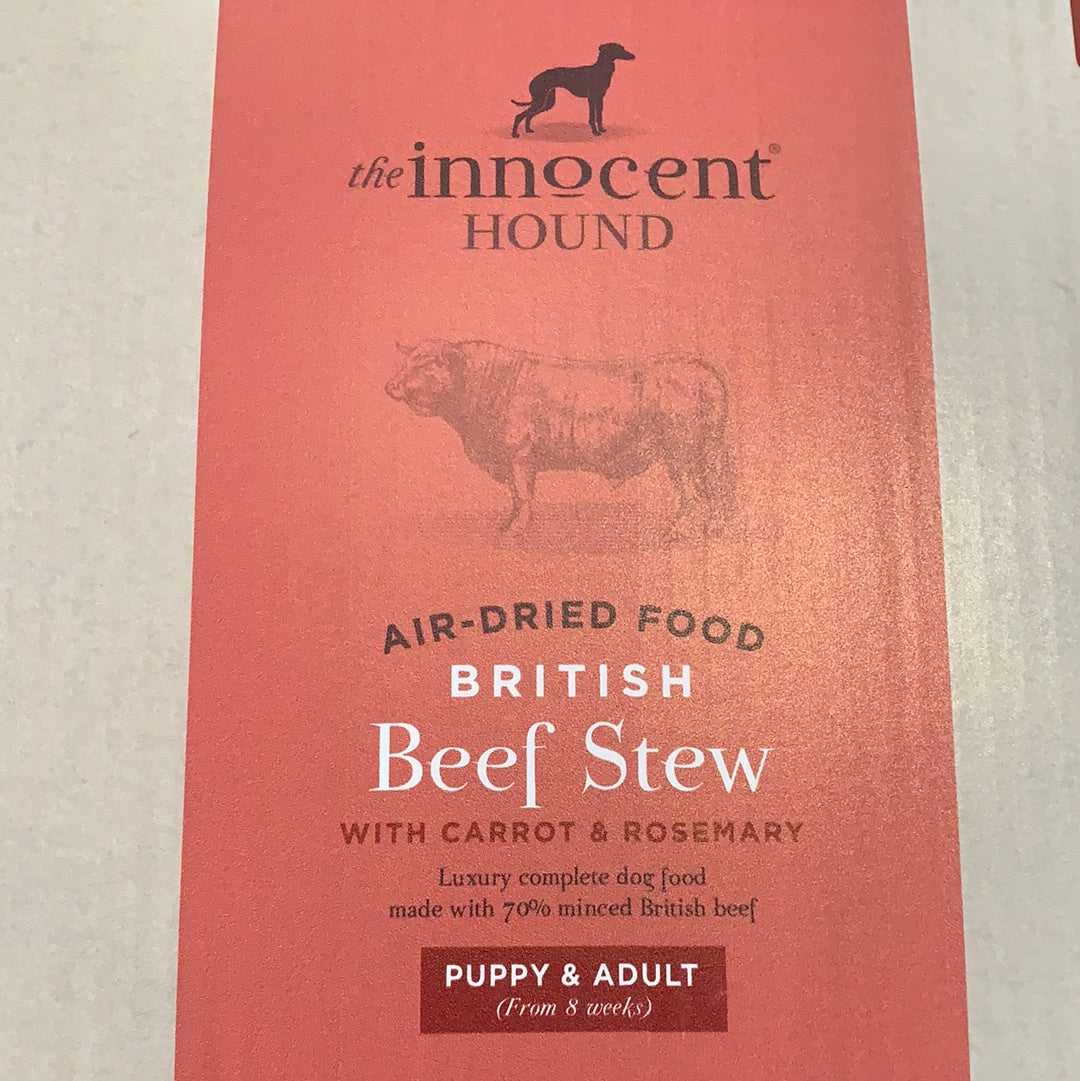 the innocent®
HOUND
AIR-DRIED FOOD
BRITISH
Beef Stew
WITH CARROT & ROSEMARY
Luxury complete dog food
made with 70% minced British beef
PUPPY & ADULT
(From 8 weeks)